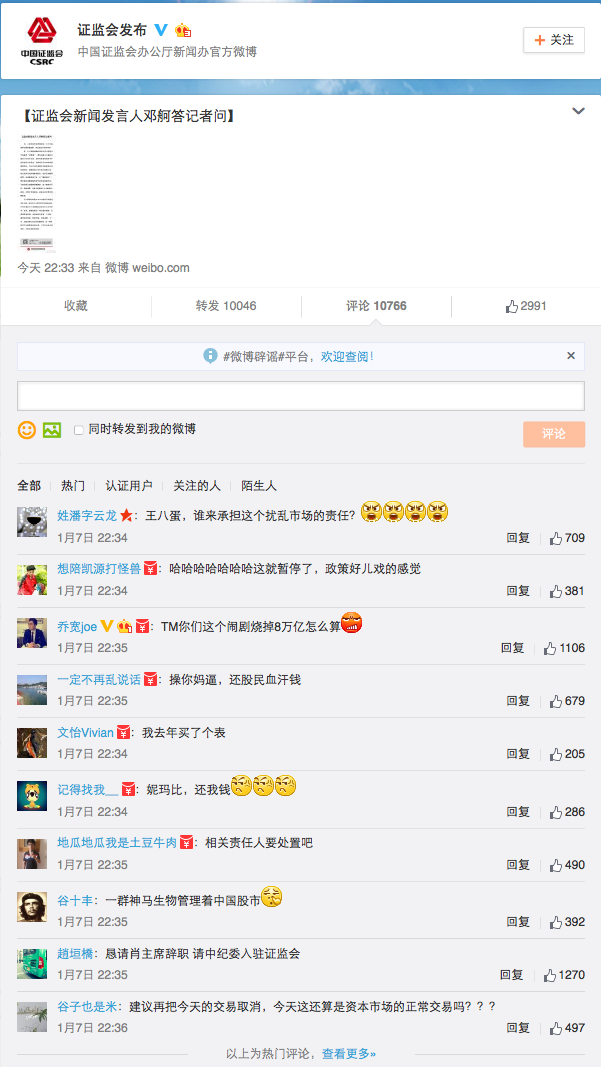 证监会发布
中国证监会办公厅新闻办官方微博
中国证监会
CSRC
+ 关注
【证监会新闻发言人邓舸答记者问】
今天 22:33 来自 微博 weibo.com
收藏
转发 10046
评论 10766
2991
#微博辟谣#平台，欢迎查阅！
同时转发到我的微博
评论
全部 热门 认证用户 关注的人 陌生人
姓潘字云龙：王八蛋，谁来承担这个扰乱市场的责任？
1月7日 22:34 回复 709
想陪凯源打怪兽：哈哈哈哈哈哈哈这就暂停了，政策好儿戏的感觉
1月7日 22:34 回复 381
乔宽joe：TM你们这个闹剧烧掉8万亿怎么算
1月7日 22:35 回复 1106
一定不再乱说话：操你妈逼，还股民血汗钱
1月7日 22:35 回复 679
文怡Vivian：我去年买了个表
1月7日 22:34 回复 205
记得找我__：妮玛比，还我钱
1月7日 22:34 回复 286
地瓜地瓜我是土豆牛肉：相关责任人要处置吧
1月7日 22:35 回复 490
谷十丰：一群神马生物管理着中国股市
1月7日 22:35 回复 392
趙垣橋：恳请肖主席辞职 请中纪委入驻证监会
1月7日 22:35 回复 1270
谷子也是米：建议再把今天的交易取消，今天这还算是资本市场的正常交易吗？？？
1月7日 22:36 回复 497
以上为热门评论，查看更多»